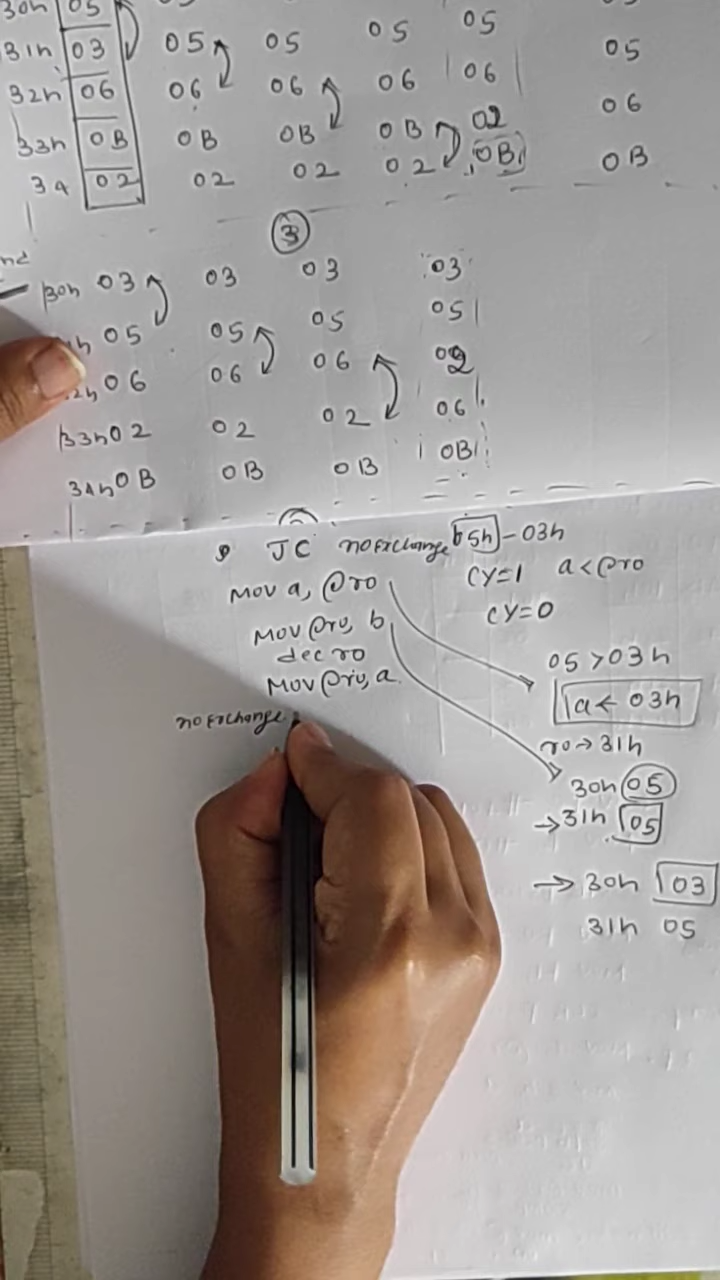 30h 05 05
31h 03 05 05 05 05
32h 06 06 06 06 06 06
33h 0B 0B 0B 0B 02 0B
34 02 02 02 02 0B
3
30h 03 03 03 03
05 05 05 05
2h 06 06 06 02
33h 02 02 02 06
34h 0B 0B 0B 0B
JC noExchange 05h - 03h
Mov a, @r0 CY=1 a<@r0
Mov @r0, b CY=0
dec r0 05>03h
Mov @r0, a a← 03h
noExchange r0→31h
30h 05
→31h 05
→30h 03
31h 05